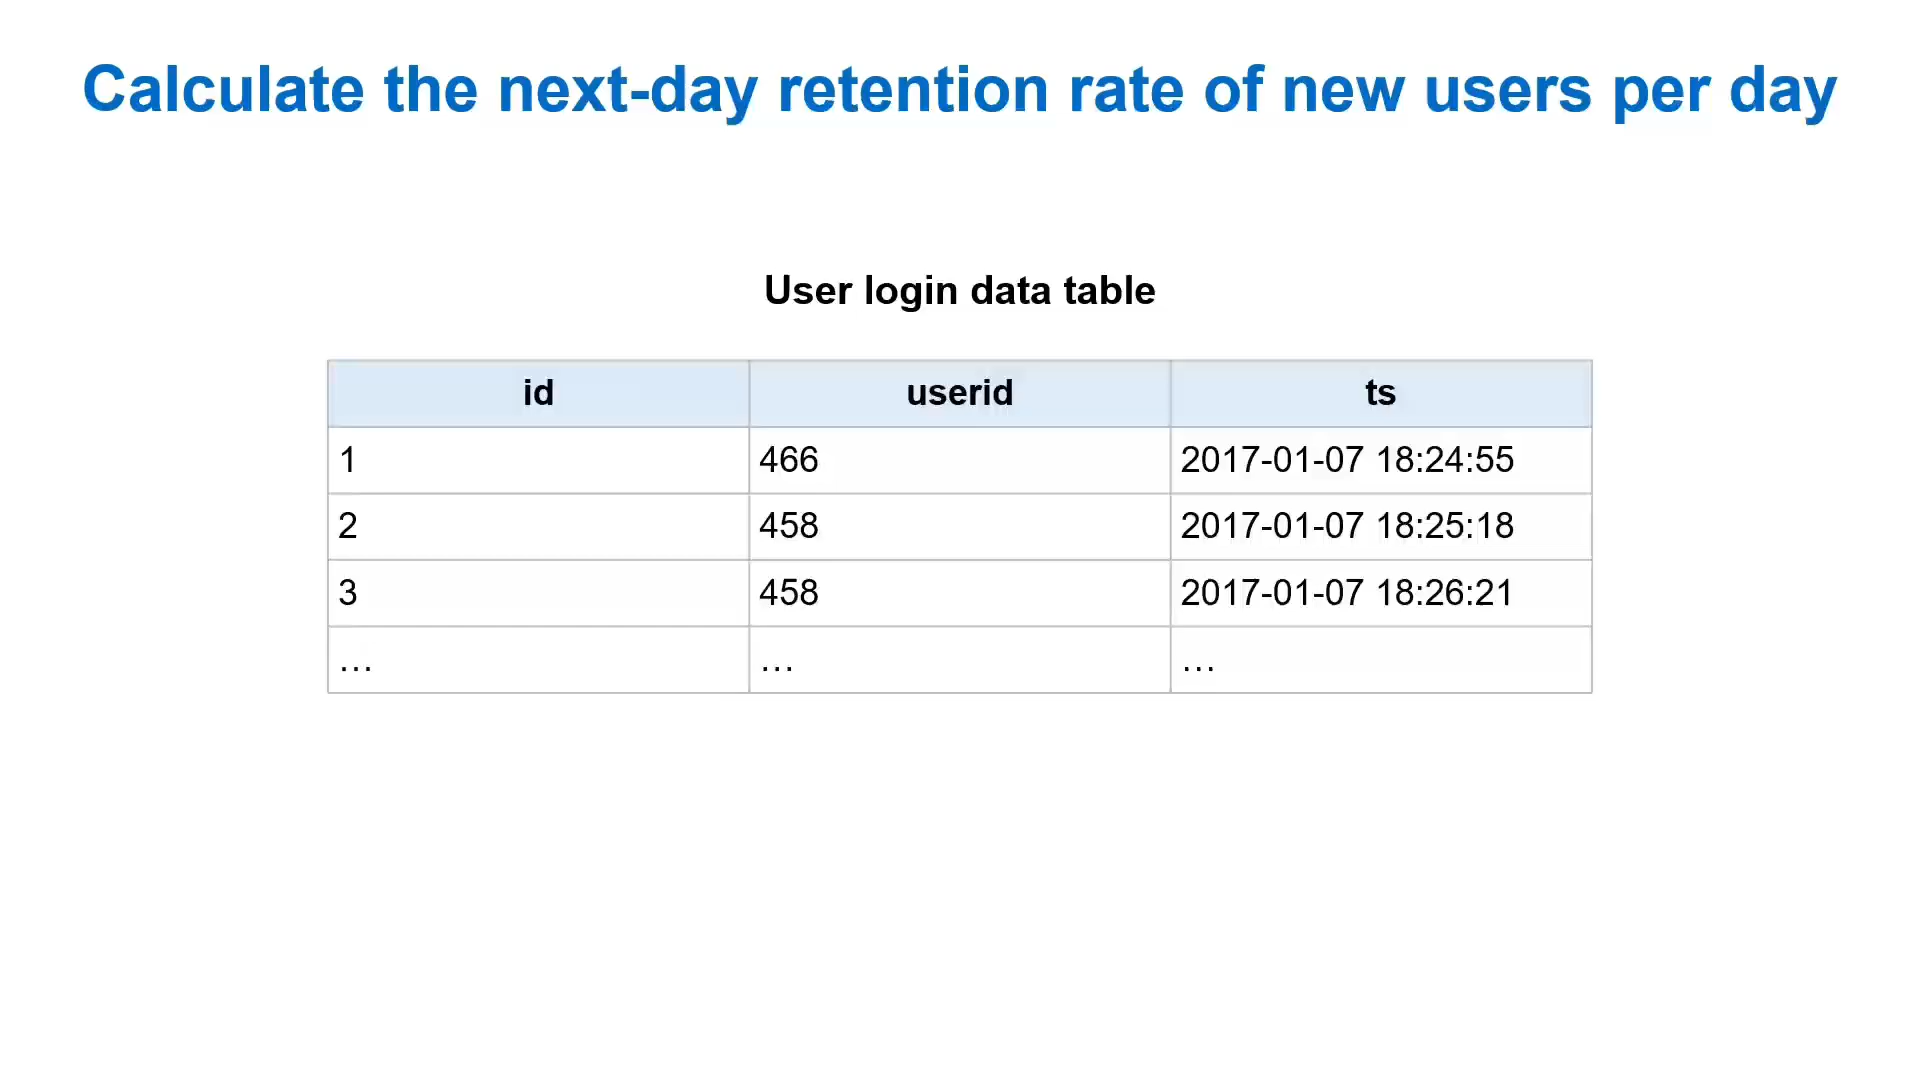 Calculate the next-day retention rate of new users per day
User login data table
id userid ts
1 466 2017-01-07 18:24:55
2 458 2017-01-07 18:25:18
3 458 2017-01-07 18:26:21
… … …